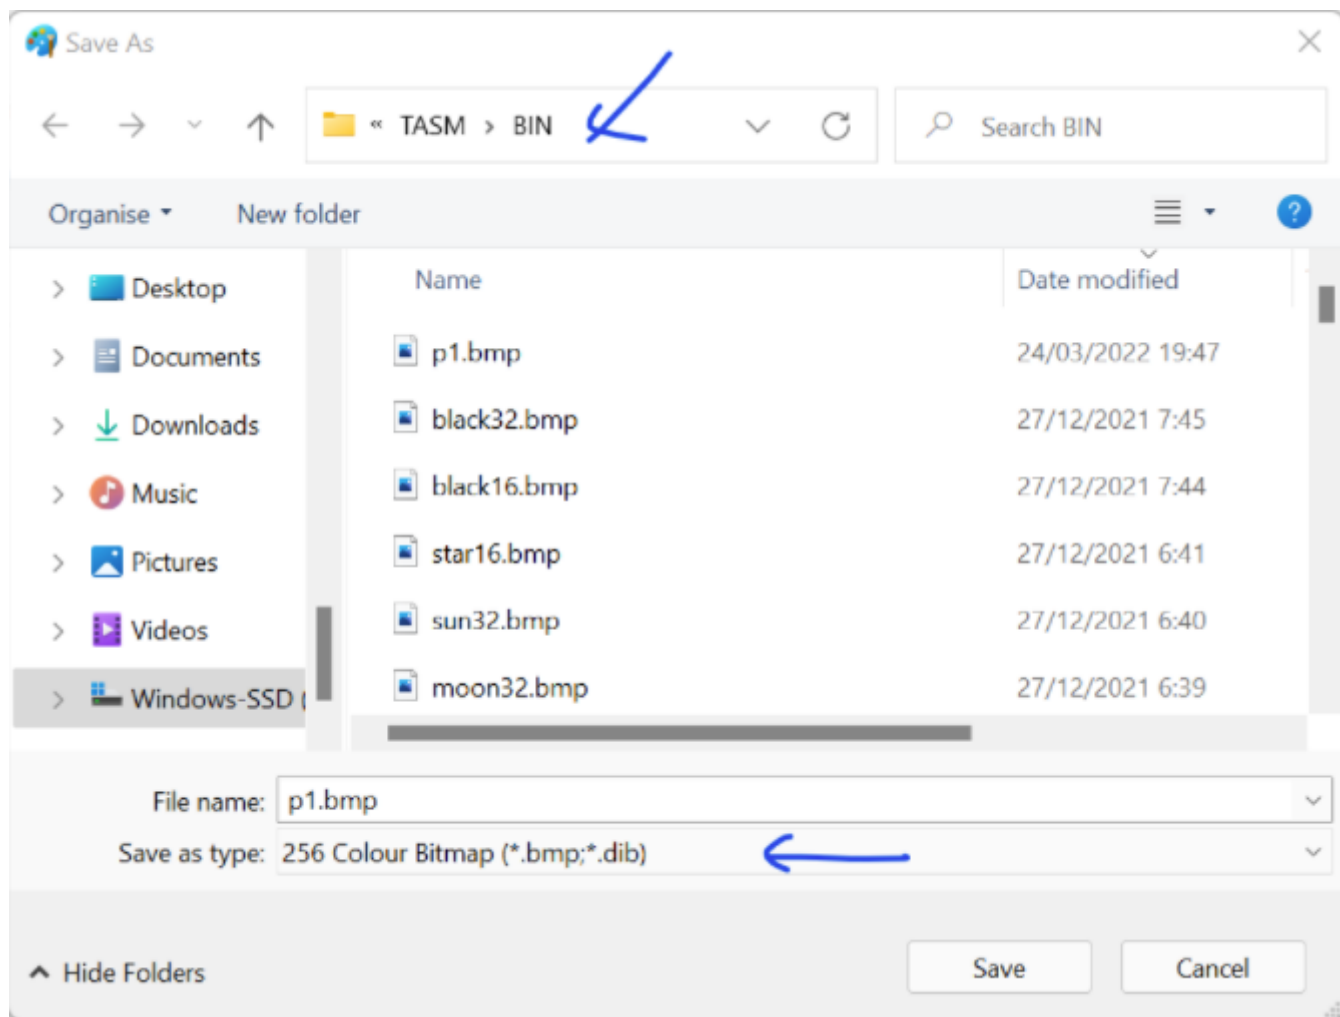 Save As
« TASM > BIN
Search BIN
Organise
New folder
Name
Date modified
Desktop
Documents
Downloads
Music
Pictures
Videos
Windows-SSD (
p1.bmp 24/03/2022 19:47
black32.bmp 27/12/2021 7:45
black16.bmp 27/12/2021 7:44
star16.bmp 27/12/2021 6:41
sun32.bmp 27/12/2021 6:40
moon32.bmp 27/12/2021 6:39
File name: p1.bmp
Save as type: 256 Colour Bitmap (*.bmp;*.dib)
Hide Folders
Save
Cancel